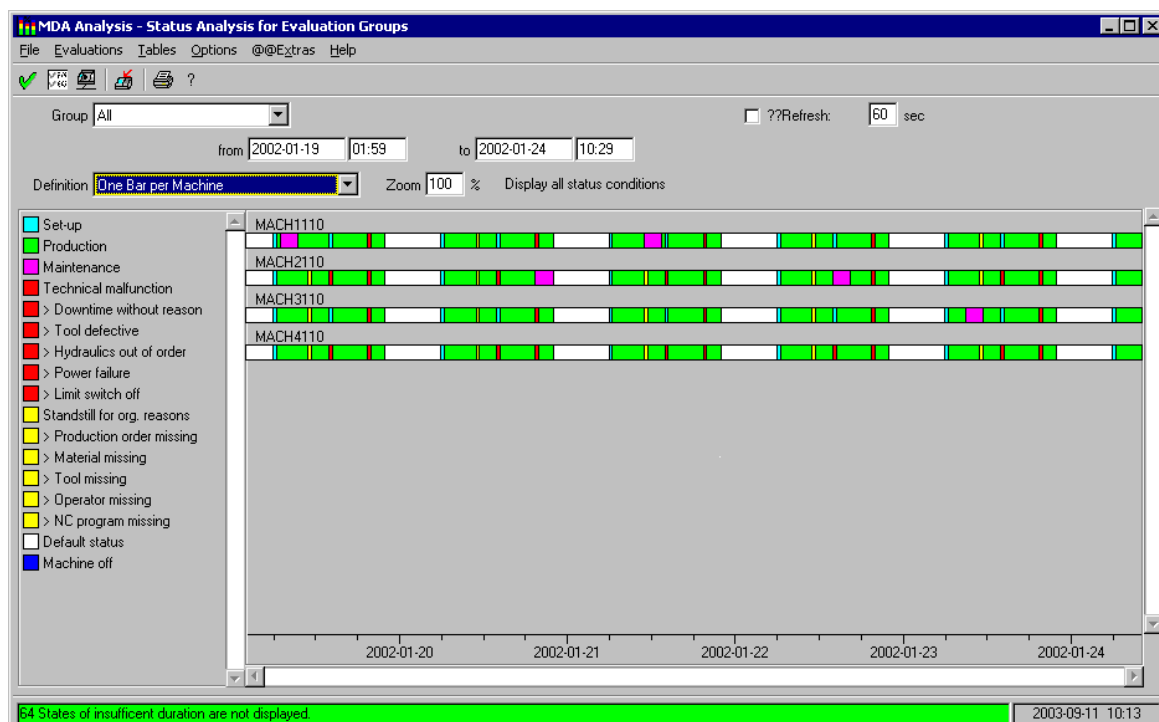 MDA Analysis - Status Analysis for Evaluation Groups
File Evaluations Tables Options @@Extras Help
?
Group All ??Refresh: 60 sec
from 2002-01-19 01:59 to 2002-01-24 10:29
Definition One Bar per Machine Zoom 100 % Display all status conditions
Set-up
Production
Maintenance
Technical malfunction
> Downtime without reason
> Tool defective
> Hydraulics out of order
> Power failure
> Limit switch off
Standstill for org. reasons
> Production order missing
> Material missing
> Tool missing
> Operator missing
> NC program missing
Default status
Machine off
MACH1110
MACH2110
MACH3110
MACH4110
2002-01-20 2002-01-21 2002-01-22 2002-01-23 2002-01-24
64 States of insufficent duration are not displayed. 2003-09-11 10:13